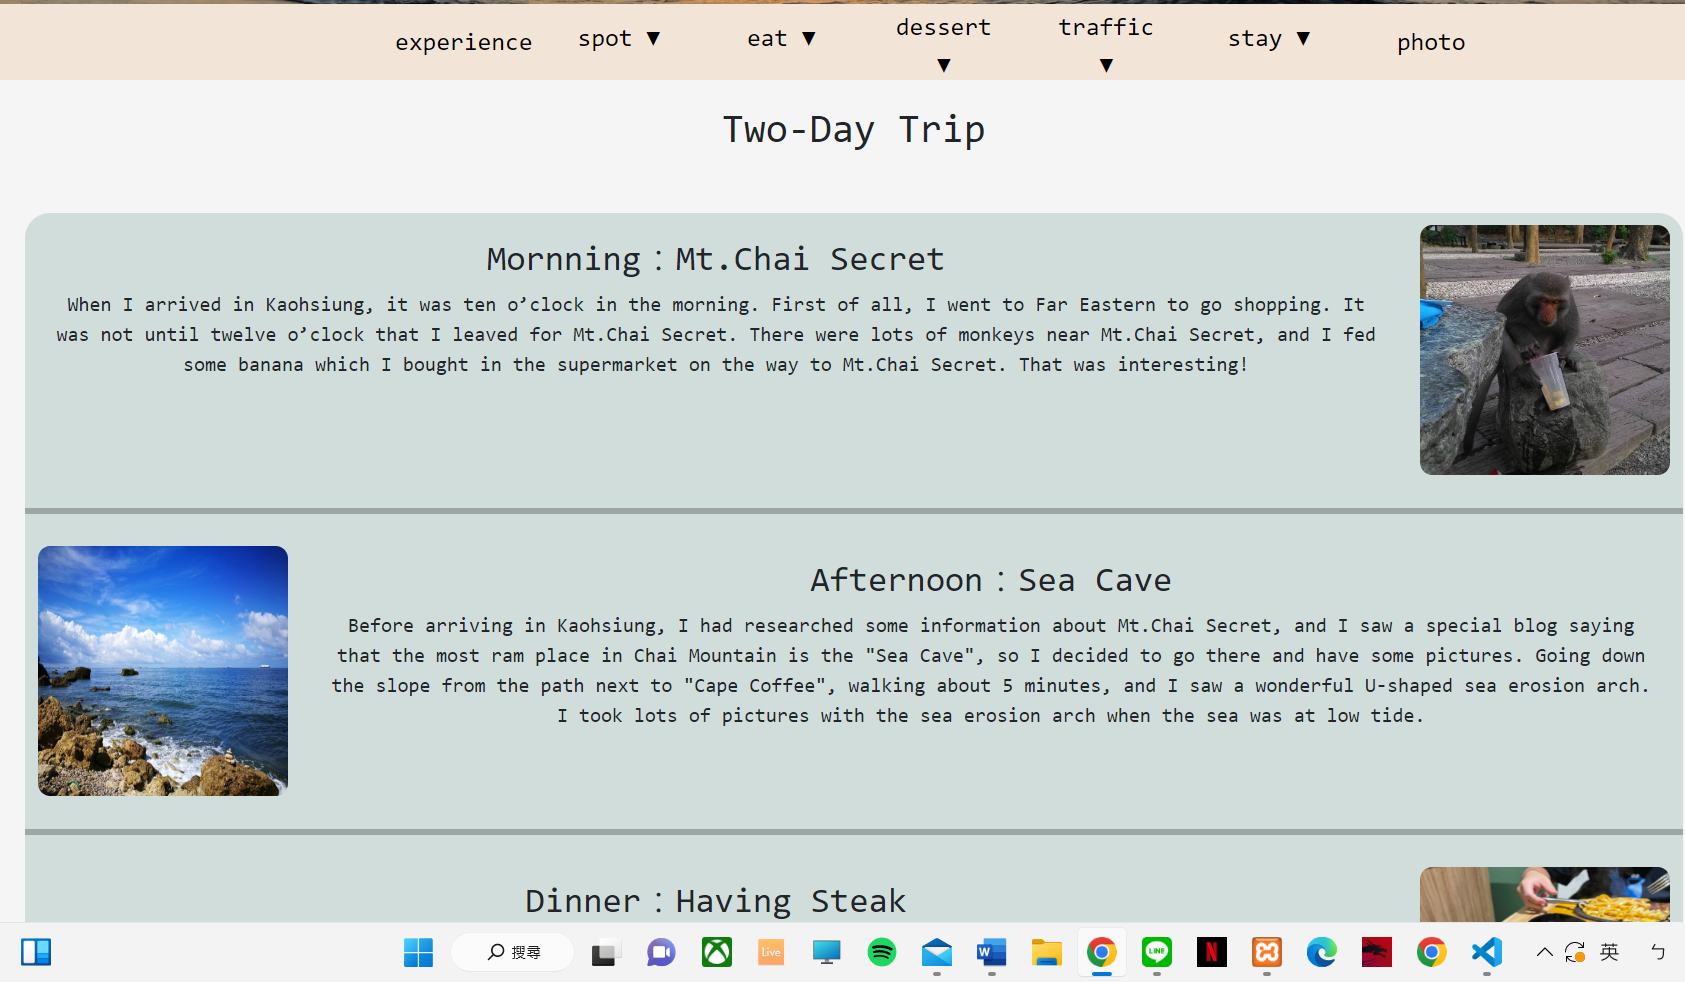 experience spot ▼ eat ▼ dessert ▼ traffic ▼ stay ▼ photo
Two-Day Trip
Mornning：Mt.Chai Secret
When I arrived in Kaohsiung, it was ten o’clock in the morning. First of all, I went to Far Eastern to go shopping. It
was not until twelve o’clock that I leaved for Mt.Chai Secret. There were lots of monkeys near Mt.Chai Secret, and I fed
some banana which I bought in the supermarket on the way to Mt.Chai Secret. That was interesting!
Afternoon：Sea Cave
Before arriving in Kaohsiung, I had researched some information about Mt.Chai Secret, and I saw a special blog saying
that the most ram place in Chai Mountain is the "Sea Cave", so I decided to go there and have some pictures. Going down
the slope from the path next to "Cape Coffee", walking about 5 minutes, and I saw a wonderful U-shaped sea erosion arch.
I took lots of pictures with the sea erosion arch when the sea was at low tide.
Dinner：Having Steak
搜尋 Live W LINE N 英 ㄅ